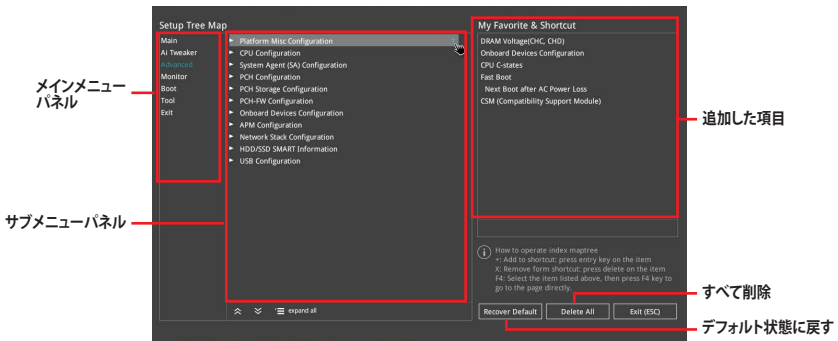 Setup Tree Map
Main
Ai Tweaker
Advanced
Monitor
Boot
Tool
Exit
Platform Misc Configuration
CPU Configuration
System Agent (SA) Configuration
PCH Configuration
PCH Storage Configuration
PCH-FW Configuration
Onboard Devices Configuration
APM Configuration
Network Stack Configuration
HDD/SSD SMART Information
USB Configuration
expand all
My Favorite & Shortcut
DRAM Voltage(CHC, CHD)
Onboard Devices Configuration
CPU C-states
Fast Boot
Next Boot after AC Power Loss
CSM (Compatibility Support Module)
How to operate index maptree
+: Add to shortcut: press entry key on the item
X: Remove form shortcut: press delete on the item
F4: Select the item listed above, then press F4 key to
go to the page directly.
Recover Default
Delete All
Exit (ESC)
メインメニュー
パネル
サブメニューパネル
追加した項目
すべて削除
デフォルト状態に戻す